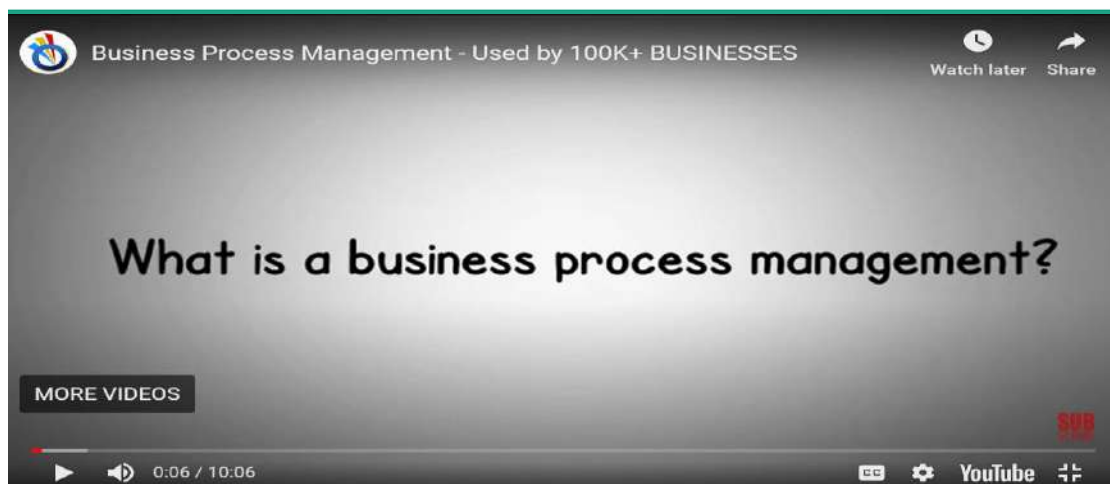 Business Process Management - Used by 100K+ BUSINESSES
Watch later Share
What is a business process management?
MORE VIDEOS
SUB
0:06 / 10:06
CC YouTube